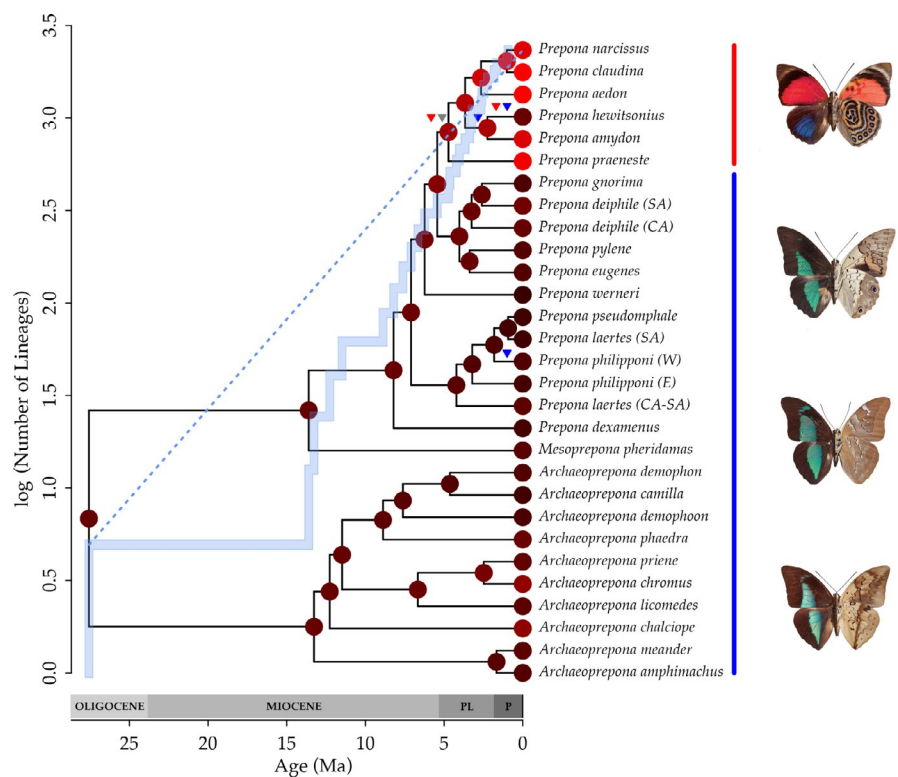 3.5
3.0
2.5
2.0
1.5
1.0
0.5
0.0
log (Number of Lineages)
Prepona narcissus
Prepona claudina
Prepona aedon
Prepona hewitsonius
Prepona amydon
Prepona praeneste
Prepona gnorima
Prepona deiphile (SA)
Prepona deiphile (CA)
Prepona pylene
Prepona eugenes
Prepona werneri
Prepona pseudomphale
Prepona laertes (SA)
Prepona philipponi (W)
Prepona philipponi (E)
Prepona laertes (CA-SA)
Prepona dexamenus
Mesoprepona pheridamas
Archaeoprepona demophon
Archaeoprepona camilla
Archaeoprepona demophoon
Archaeoprepona phaedra
Archaeoprepona priene
Archaeoprepona chromus
Archaeoprepona licomedes
Archaeoprepona chalciope
Archaeoprepona meander
Archaeoprepona amphimachus
OLIGOCENE MIOCENE PL P
25 20 15 10 5 0
Age (Ma)